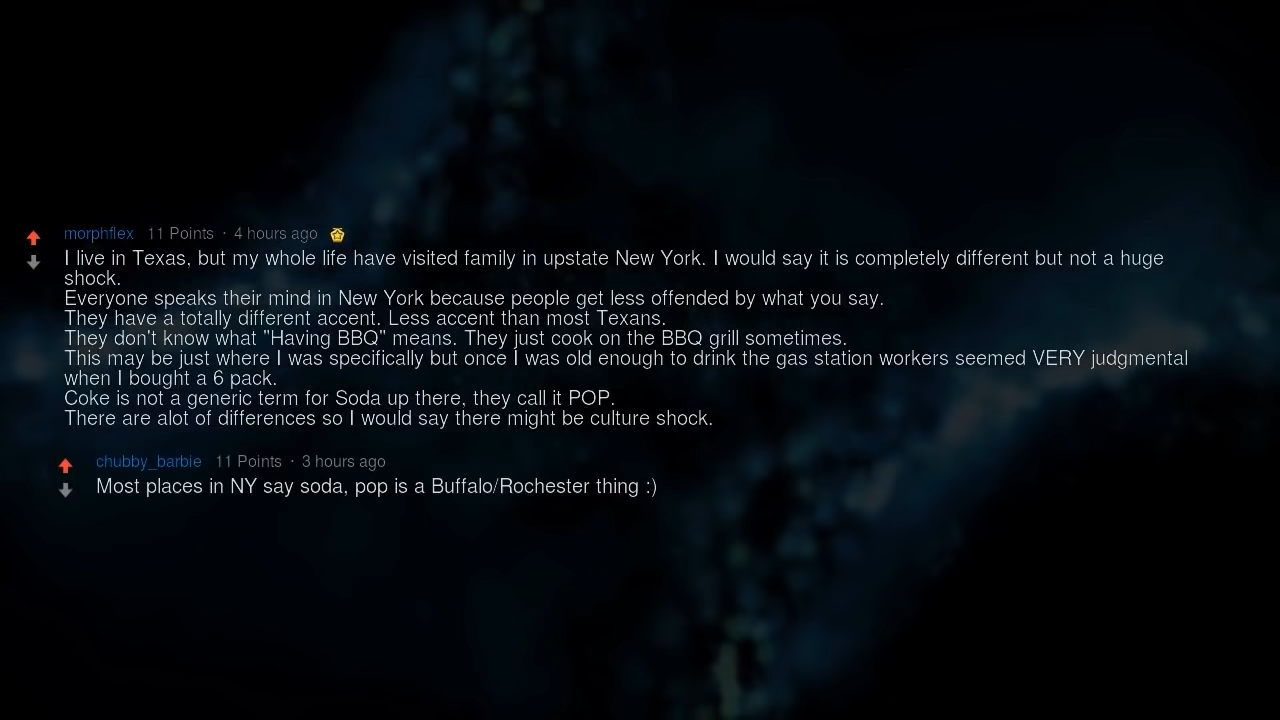 morphflex 11 Points · 4 hours ago
I live in Texas, but my whole life have visited family in upstate New York. I would say it is completely different but not a huge
shock.
Everyone speaks their mind in New York because people get less offended by what you say.
They have a totally different accent. Less accent than most Texans.
They don't know what "Having BBQ" means. They just cook on the BBQ grill sometimes.
This may be just where I was specifically but once I was old enough to drink the gas station workers seemed VERY judgmental
when I bought a 6 pack.
Coke is not a generic term for Soda up there, they call it POP.
There are alot of differences so I would say there might be culture shock.
chubby_barbie 11 Points · 3 hours ago
Most places in NY say soda, pop is a Buffalo/Rochester thing :)